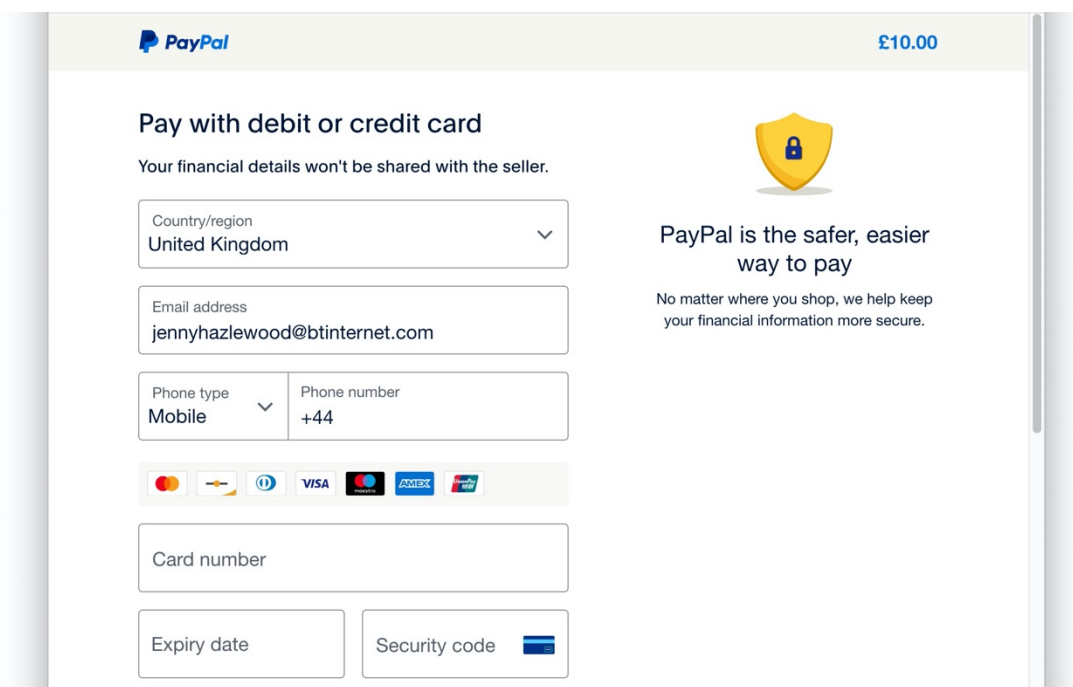 PayPal
£10.00
Pay with debit or credit card
Your financial details won't be shared with the seller.
Country/region
United Kingdom
Email address
jennyhazlewood@btinternet.com
Phone type
Mobile
Phone number
+44
VISA
maestro
AMEX
UnionPay
Card number
Expiry date
Security code
PayPal is the safer, easier
way to pay
No matter where you shop, we help keep
your financial information more secure.